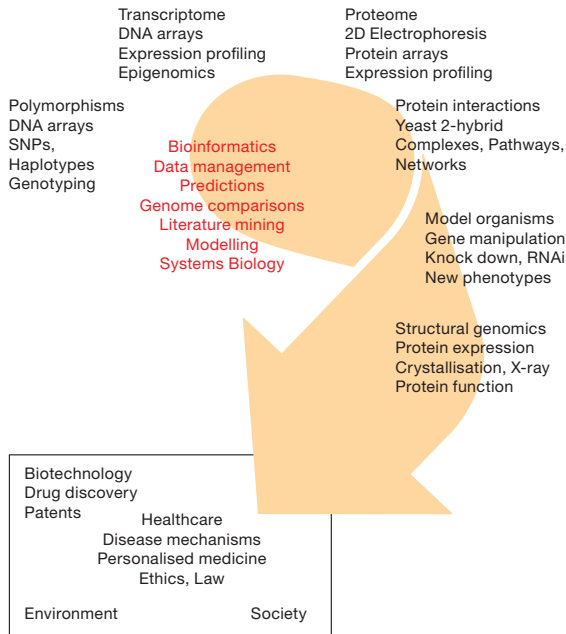 Transcriptome
DNA arrays
Expression profiling
Epigenomics
Proteome
2D Electrophoresis
Protein arrays
Expression profiling
Polymorphisms
DNA arrays
SNPs,
Haplotypes
Genotyping
Bioinformatics
Data management
Predictions
Genome comparisons
Literature mining
Modelling
Systems Biology
Protein interactions
Yeast 2-hybrid
Complexes, Pathways,
Networks
Model organisms
Gene manipulation
Knock down, RNAi
New phenotypes
Structural genomics
Protein expression
Crystallisation, X-ray
Protein function
Biotechnology
Drug discovery
Patents
Healthcare
Disease mechanisms
Personalised medicine
Ethics, Law
Environment
Society